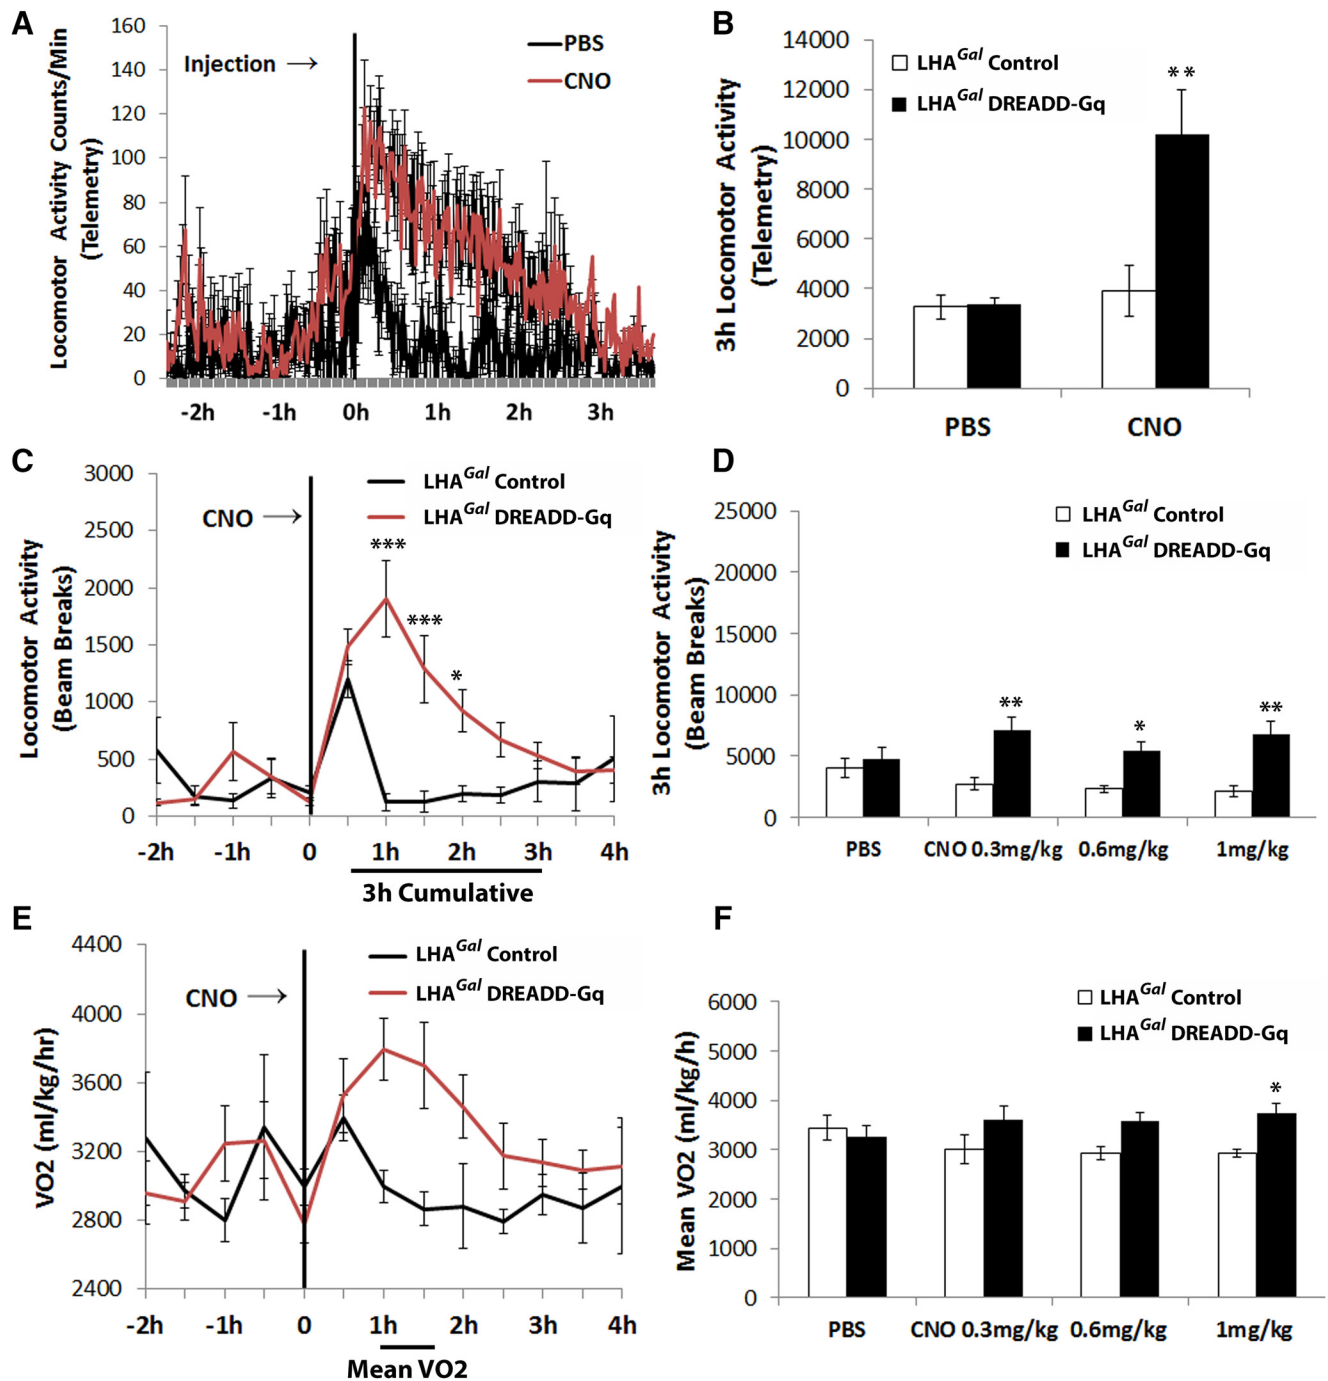 A
Locomotor Activity Counts/Min
(Telemetry)
160
140
120
100
80
60
40
20
0
Injection →
PBS
CNO
-2h -1h 0h 1h 2h 3h
B
3h Locomotor Activity
(Telemetry)
14000
12000
10000
8000
6000
4000
2000
0
LHA^Gal Control
LHA^Gal DREADD-Gq
**
PBS CNO
C
Locomotor Activity
(Beam Breaks)
3000
2500
2000
1500
1000
500
0
CNO →
LHA^Gal Control
LHA^Gal DREADD-Gq
***
***
*
-2h -1h 0 1h 2h 3h 4h
3h Cumulative
D
3h Locomotor Activity
(Beam Breaks)
25000
20000
15000
10000
5000
0
LHA^Gal Control
LHA^Gal DREADD-Gq
** * **
PBS CNO 0.3mg/kg 0.6mg/kg 1mg/kg
E
VO2 (ml/kg/hr)
4400
4000
3600
3200
2800
2400
CNO →
LHA^Gal Control
LHA^Gal DREADD-Gq
-2h -1h 0 1h 2h 3h 4h
Mean VO2
F
Mean VO2 (ml/kg/h)
6000
5000
4000
3000
2000
1000
0
LHA^Gal Control
LHA^Gal DREADD-Gq
*
PBS CNO 0.3mg/kg 0.6mg/kg 1mg/kg